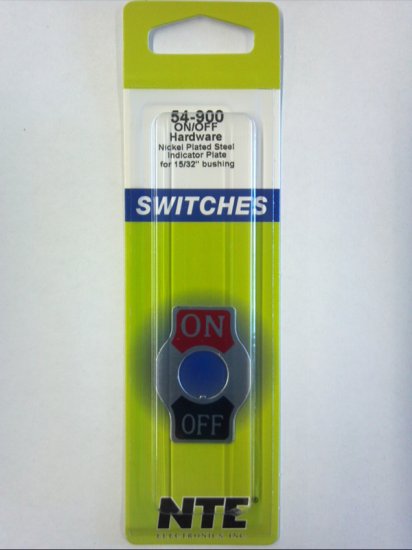 54-900
ON/OFF
Hardware
Nickel Plated Steel
Indicator Plate
for 15/32" bushing
SWITCHES
ON
OFF
NTE®
ELECTRONICS, INC.